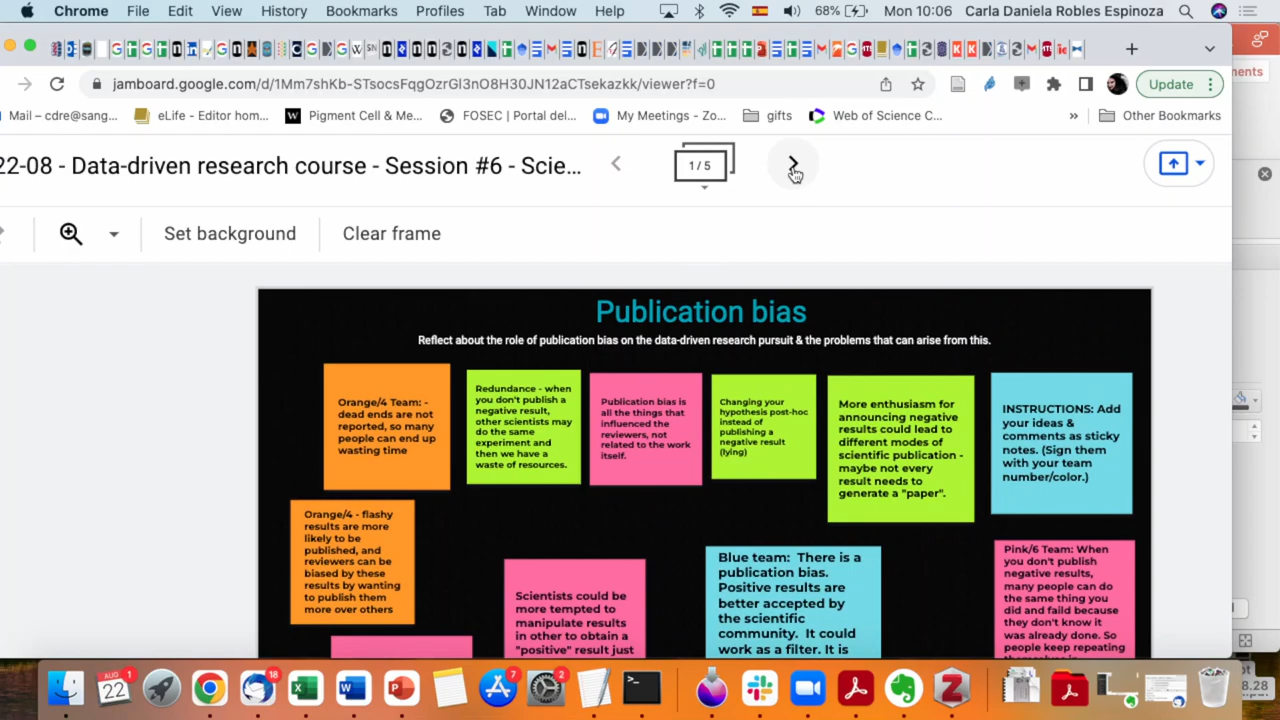 Chrome File Edit View History Bookmarks Profiles Tab Window Help 68% Mon 10:06 Carla Daniela Robles Espinoza
jamboard.google.com/d/1Mm7shKb-STsocsFqgOzrGl3nO8H30JN12aCTsekazkk/viewer?f=0
Update
ments
Mail – cdre@sang...
eLife - Editor hom...
Pigment Cell & Me...
FOSEC | Portal del...
My Meetings - Zo...
gifts
Web of Science C...
»
Other Bookmarks
22-08 - Data-driven research course - Session #6 - Scie...
1 / 5
Set background
Clear frame
Publication bias
Reflect about the role of publication bias on the data-driven research pursuit & the problems that can arise from this.
Orange/4 Team: -
dead ends are not
reported, so many
people can end up
wasting time
Redundance - when
you don't publish a
negative result,
other scientists may
do the same
experiment and
then we have a
waste of resources.
Publication bias is
all the things that
influenced the
reviewers, not
related to the work
itself.
Changing your
hypothesis post-hoc
instead of
publishing a
negative result
(lying)
More enthusiasm for
announcing negative
results could lead to
different modes of
scientific publication -
maybe not every
result needs to
generate a "paper".
INSTRUCTIONS: Add
your ideas &
comments as sticky
notes. (Sign them
with your team
number/color.)
Orange/4 - flashy
results are more
likely to be
published, and
reviewers can be
biased by these
results by wanting
to publish them
more over others
Scientists could be
more tempted to
manipulate results
in other to obtain a
"positive" result just
Blue team: There is a
publication bias.
Positive results are
better accepted by
the scientific
community. It could
work as a filter. It is
Pink/6 Team: When
you don't publish
negative results,
many people can do
the same thing you
did and faild because
they don't know it
was already done. So
people keep repeating
AUG
22
1
18
7
2
8.28